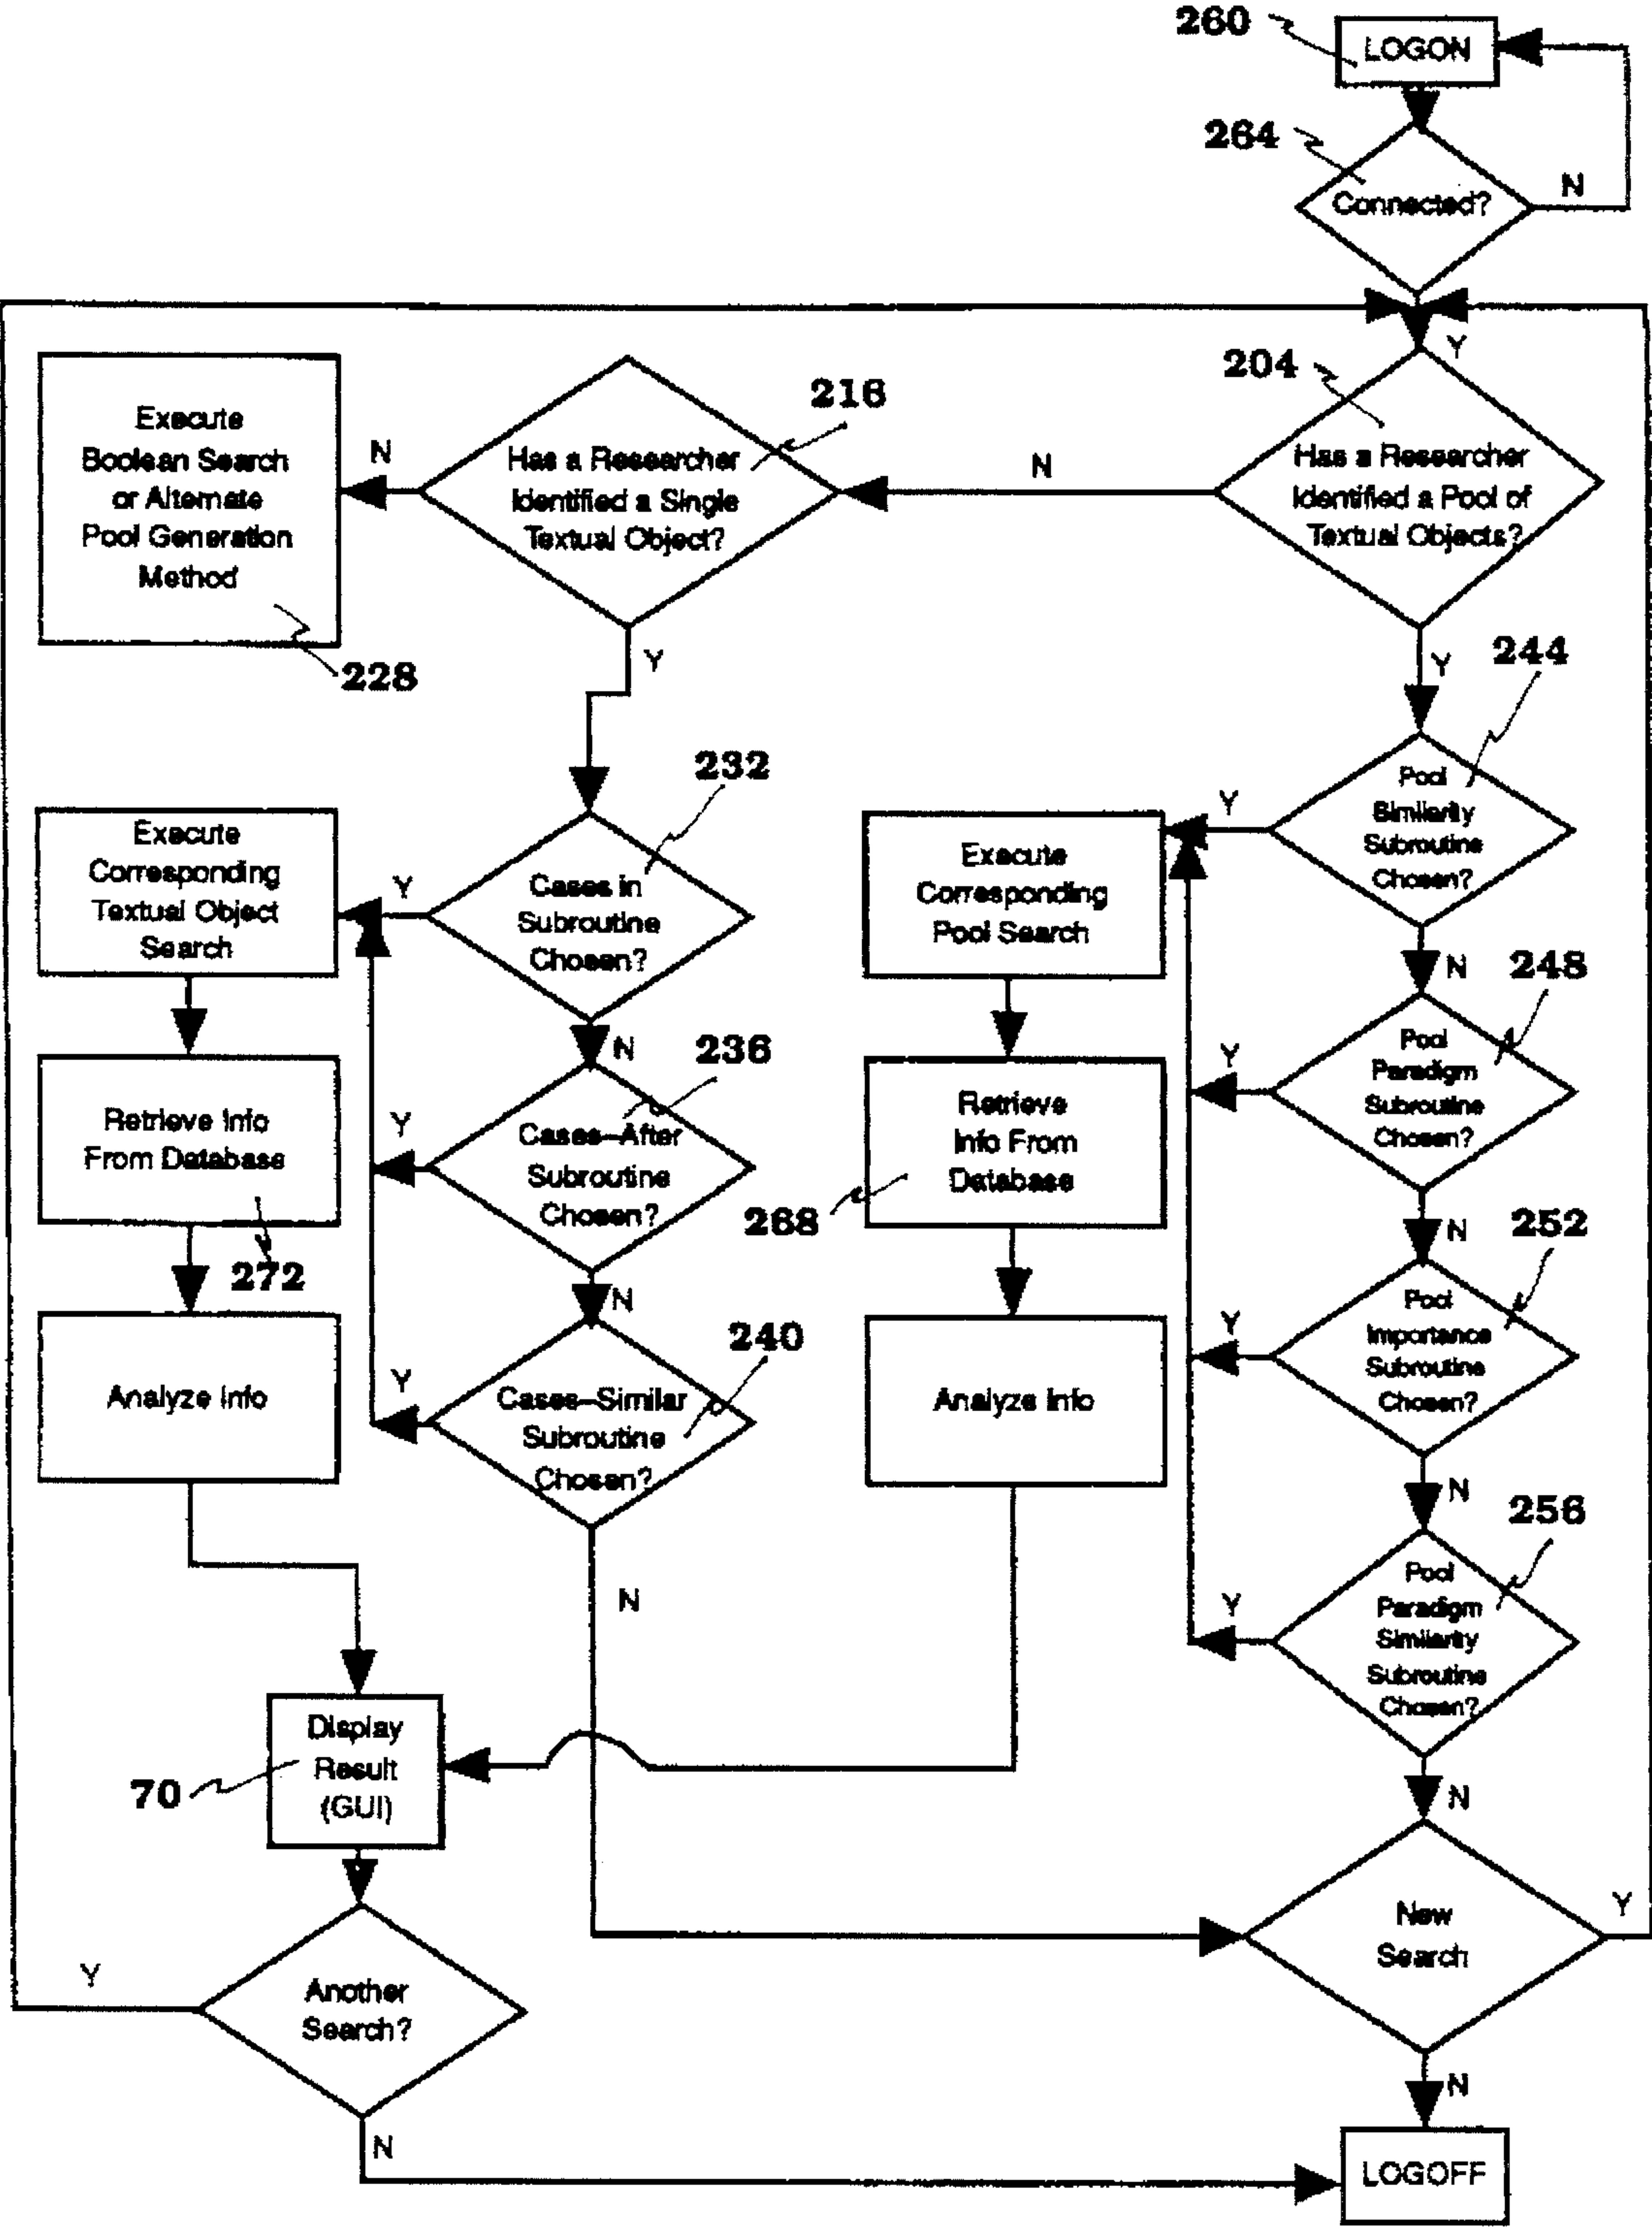 260
LOGON
264
Connected?
N
Y
204
Has a Researcher
Identified a Pool of
Textual Objects?
N
216
Has a Researcher
Identified a Single
Textual Object?
N
Execute
Boolean Search
or Alternate
Pool Generation
Method
228
Y
Y
244
Pool
Similarity
Subroutine
Chosen?
Y
N
248
Pool
Paradigm
Subroutine
Chosen?
Y
N
252
Pool
Importance
Subroutine
Chosen?
Y
N
256
Pool
Paradigm
Similarity
Subroutine
Chosen?
Y
N
232
Cases in
Subroutine
Chosen?
Y
N
236
Cases–After
Subroutine
Chosen?
Y
N
240
Cases–Similar
Subroutine
Chosen?
Y
N
Execute
Corresponding
Textual Object
Search
Retrieve Info
From Database
272
Analyze Info
Execute
Corresponding
Pool Search
Retrieve
Info From
Database
268
Analyze Info
Display
Result
(GUI)
70
Another
Search?
Y
N
New
Search
Y
N
LOGOFF